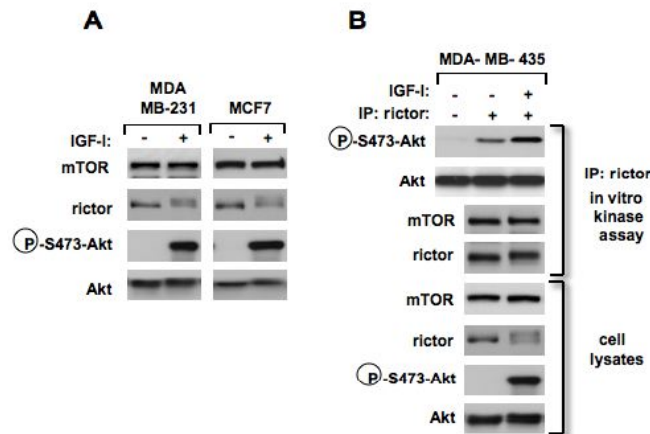 A
MDA
MB-231
MCF7
IGF-I: - + - +
mTOR
rictor
P-S473-Akt
Akt
B
MDA- MB- 435
IGF-I: - - +
IP: rictor: - + +
P-S473-Akt
Akt
mTOR
rictor
IP: rictor
in vitro
kinase
assay
mTOR
rictor
P-S473-Akt
Akt
cell
lysates